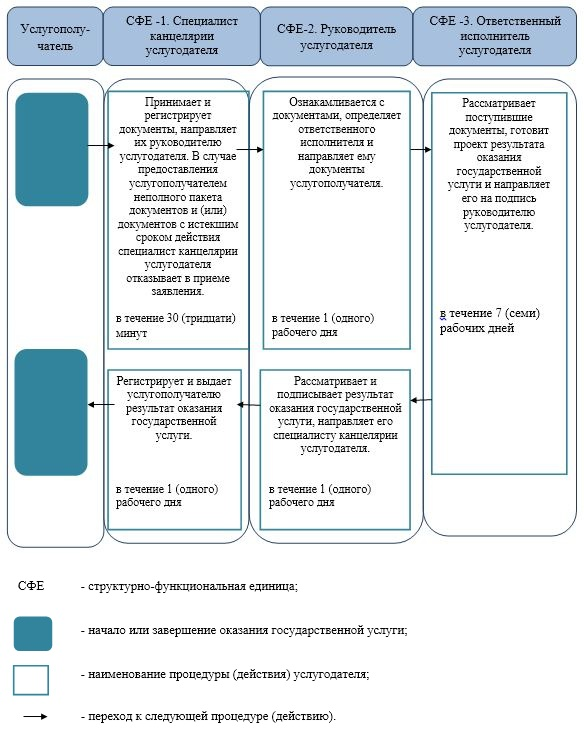 Услугополу-
чатель
СФЕ -1. Специалист
канцелярии
услугодателя
СФЕ-2. Руководитель
услугодателя
СФЕ -3. Ответственный
исполнитель
услугодателя
Принимает и
регистрирует
документы, направляет
их руководителю
услугодателя. В случае
предоставления
услугополучателем
неполного пакета
документов и (или)
документов с истекшим
сроком действия
специалист канцелярии
услугодателя
отказывает в приеме
заявления.
в течение 30 (тридцати)
минут
Ознакамливается с
документами, определяет
ответственного
исполнителя и
направляет ему
документы
услугополучателя.
в течение 1 (одного)
рабочего дня
Рассматривает
поступившие
документы, готовит
проект результата
оказания
государственной
услуги и направляет
его на подпись
руководителю
услугодателя.
в течение 7 (семи)
рабочих дней
Регистрирует и выдает
услугополучателю
результат оказания
государственной
услуги.
в течение 1 (одного)
рабочего дня
Рассматривает и
подписывает результат
оказания государственной
услуги, направляет его
специалисту канцелярии
услугодателя.
в течение 1 (одного)
рабочего дня
СФЕ - структурно-функциональная единица;
- начало или завершение оказания государственной услуги;
- наименование процедуры (действия) услугодателя;
- переход к следующей процедуре (действию).